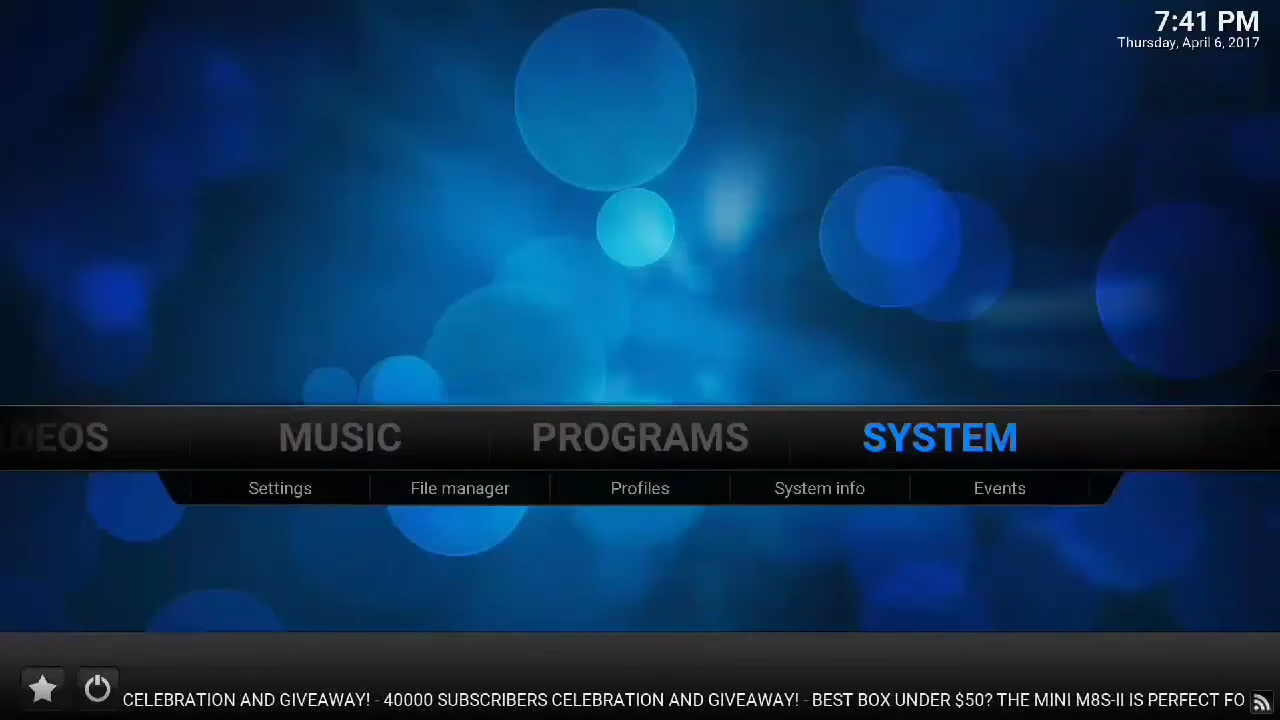 7:41 PM
Thursday, April 6, 2017
DEOS MUSIC PROGRAMS SYSTEM
Settings File manager Profiles System info Events
CELEBRATION AND GIVEAWAY! - 40000 SUBSCRIBERS CELEBRATION AND GIVEAWAY! - BEST BOX UNDER $50? THE MINI M8S-II IS PERFECT FO